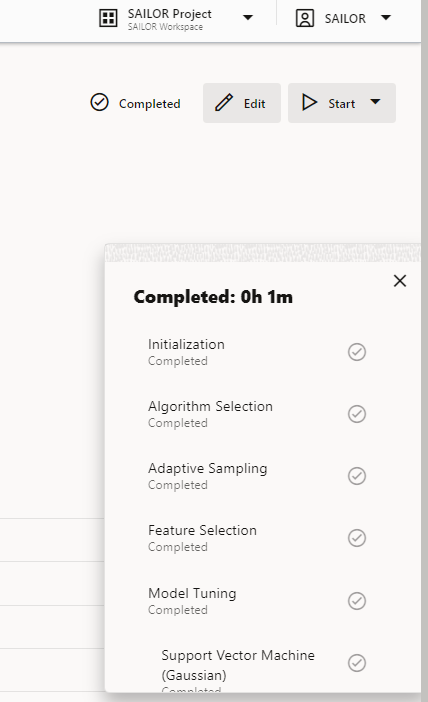 SAILOR Project
SAILOR Workspace
SAILOR
Completed
Edit
Start
Completed: 0h 1m
Initialization
Completed
Algorithm Selection
Completed
Adaptive Sampling
Completed
Feature Selection
Completed
Model Tuning
Completed
Support Vector Machine
(Gaussian)
Completed